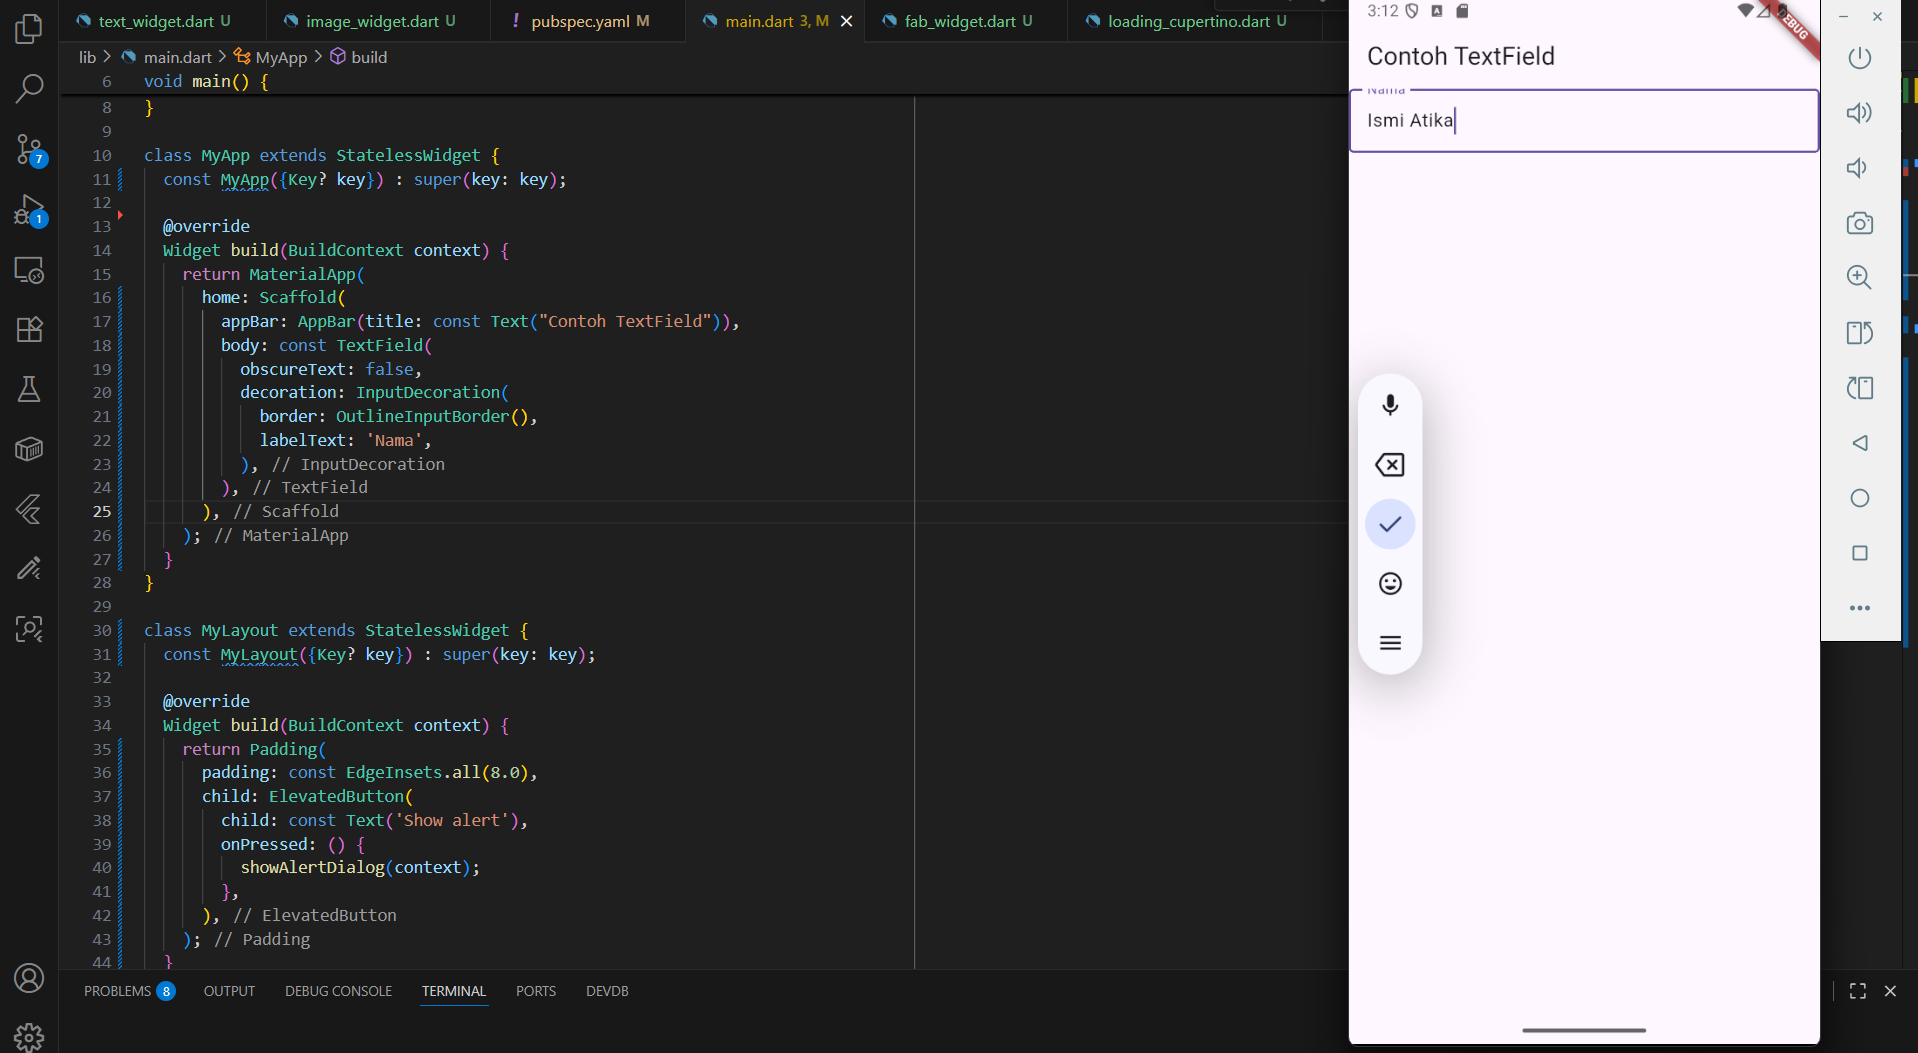 text_widget.dart U
image_widget.dart U
! pubspec.yaml M
main.dart 3, M
fab_widget.dart U
loading_cupertino.dart U
lib > main.dart > MyApp > build
6 void main() {
8 }
9
10 class MyApp extends StatelessWidget {
11 const MyApp({Key? key}) : super(key: key);
12
13 @override
14 Widget build(BuildContext context) {
15 return MaterialApp(
16 home: Scaffold(
17 appBar: AppBar(title: const Text("Contoh TextField")),
18 body: const TextField(
19 obscureText: false,
20 decoration: InputDecoration(
21 border: OutlineInputBorder(),
22 labelText: 'Nama',
23 ), // InputDecoration
24 ), // TextField
25 ), // Scaffold
26 ); // MaterialApp
27 }
28 }
29
30 class MyLayout extends StatelessWidget {
31 const MyLayout({Key? key}) : super(key: key);
32
33 @override
34 Widget build(BuildContext context) {
35 return Padding(
36 padding: const EdgeInsets.all(8.0),
37 child: ElevatedButton(
38 child: const Text('Show alert'),
39 onPressed: () {
40 showAlertDialog(context);
41 },
42 ), // ElevatedButton
43 ); // Padding
44 }
7
1
PROBLEMS 8
OUTPUT
DEBUG CONSOLE
TERMINAL
PORTS
DEVDB
3:12
Contoh TextField
Nama
Ismi Atika